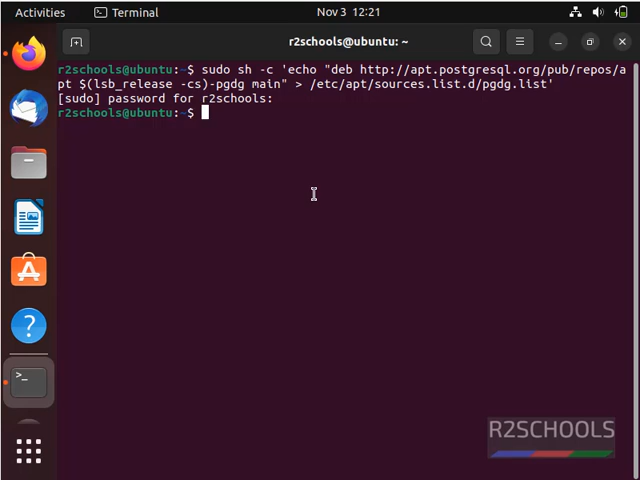 Activities
Terminal
Nov 3 12:21
r2schools@ubuntu: ~
r2schools@ubuntu:~$ sudo sh -c 'echo "deb http://apt.postgresql.org/pub/repos/a
pt $(lsb_release -cs)-pgdg main" > /etc/apt/sources.list.d/pgdg.list'
[sudo] password for r2schools:
r2schools@ubuntu:~$
>_
R2SCHOOLS